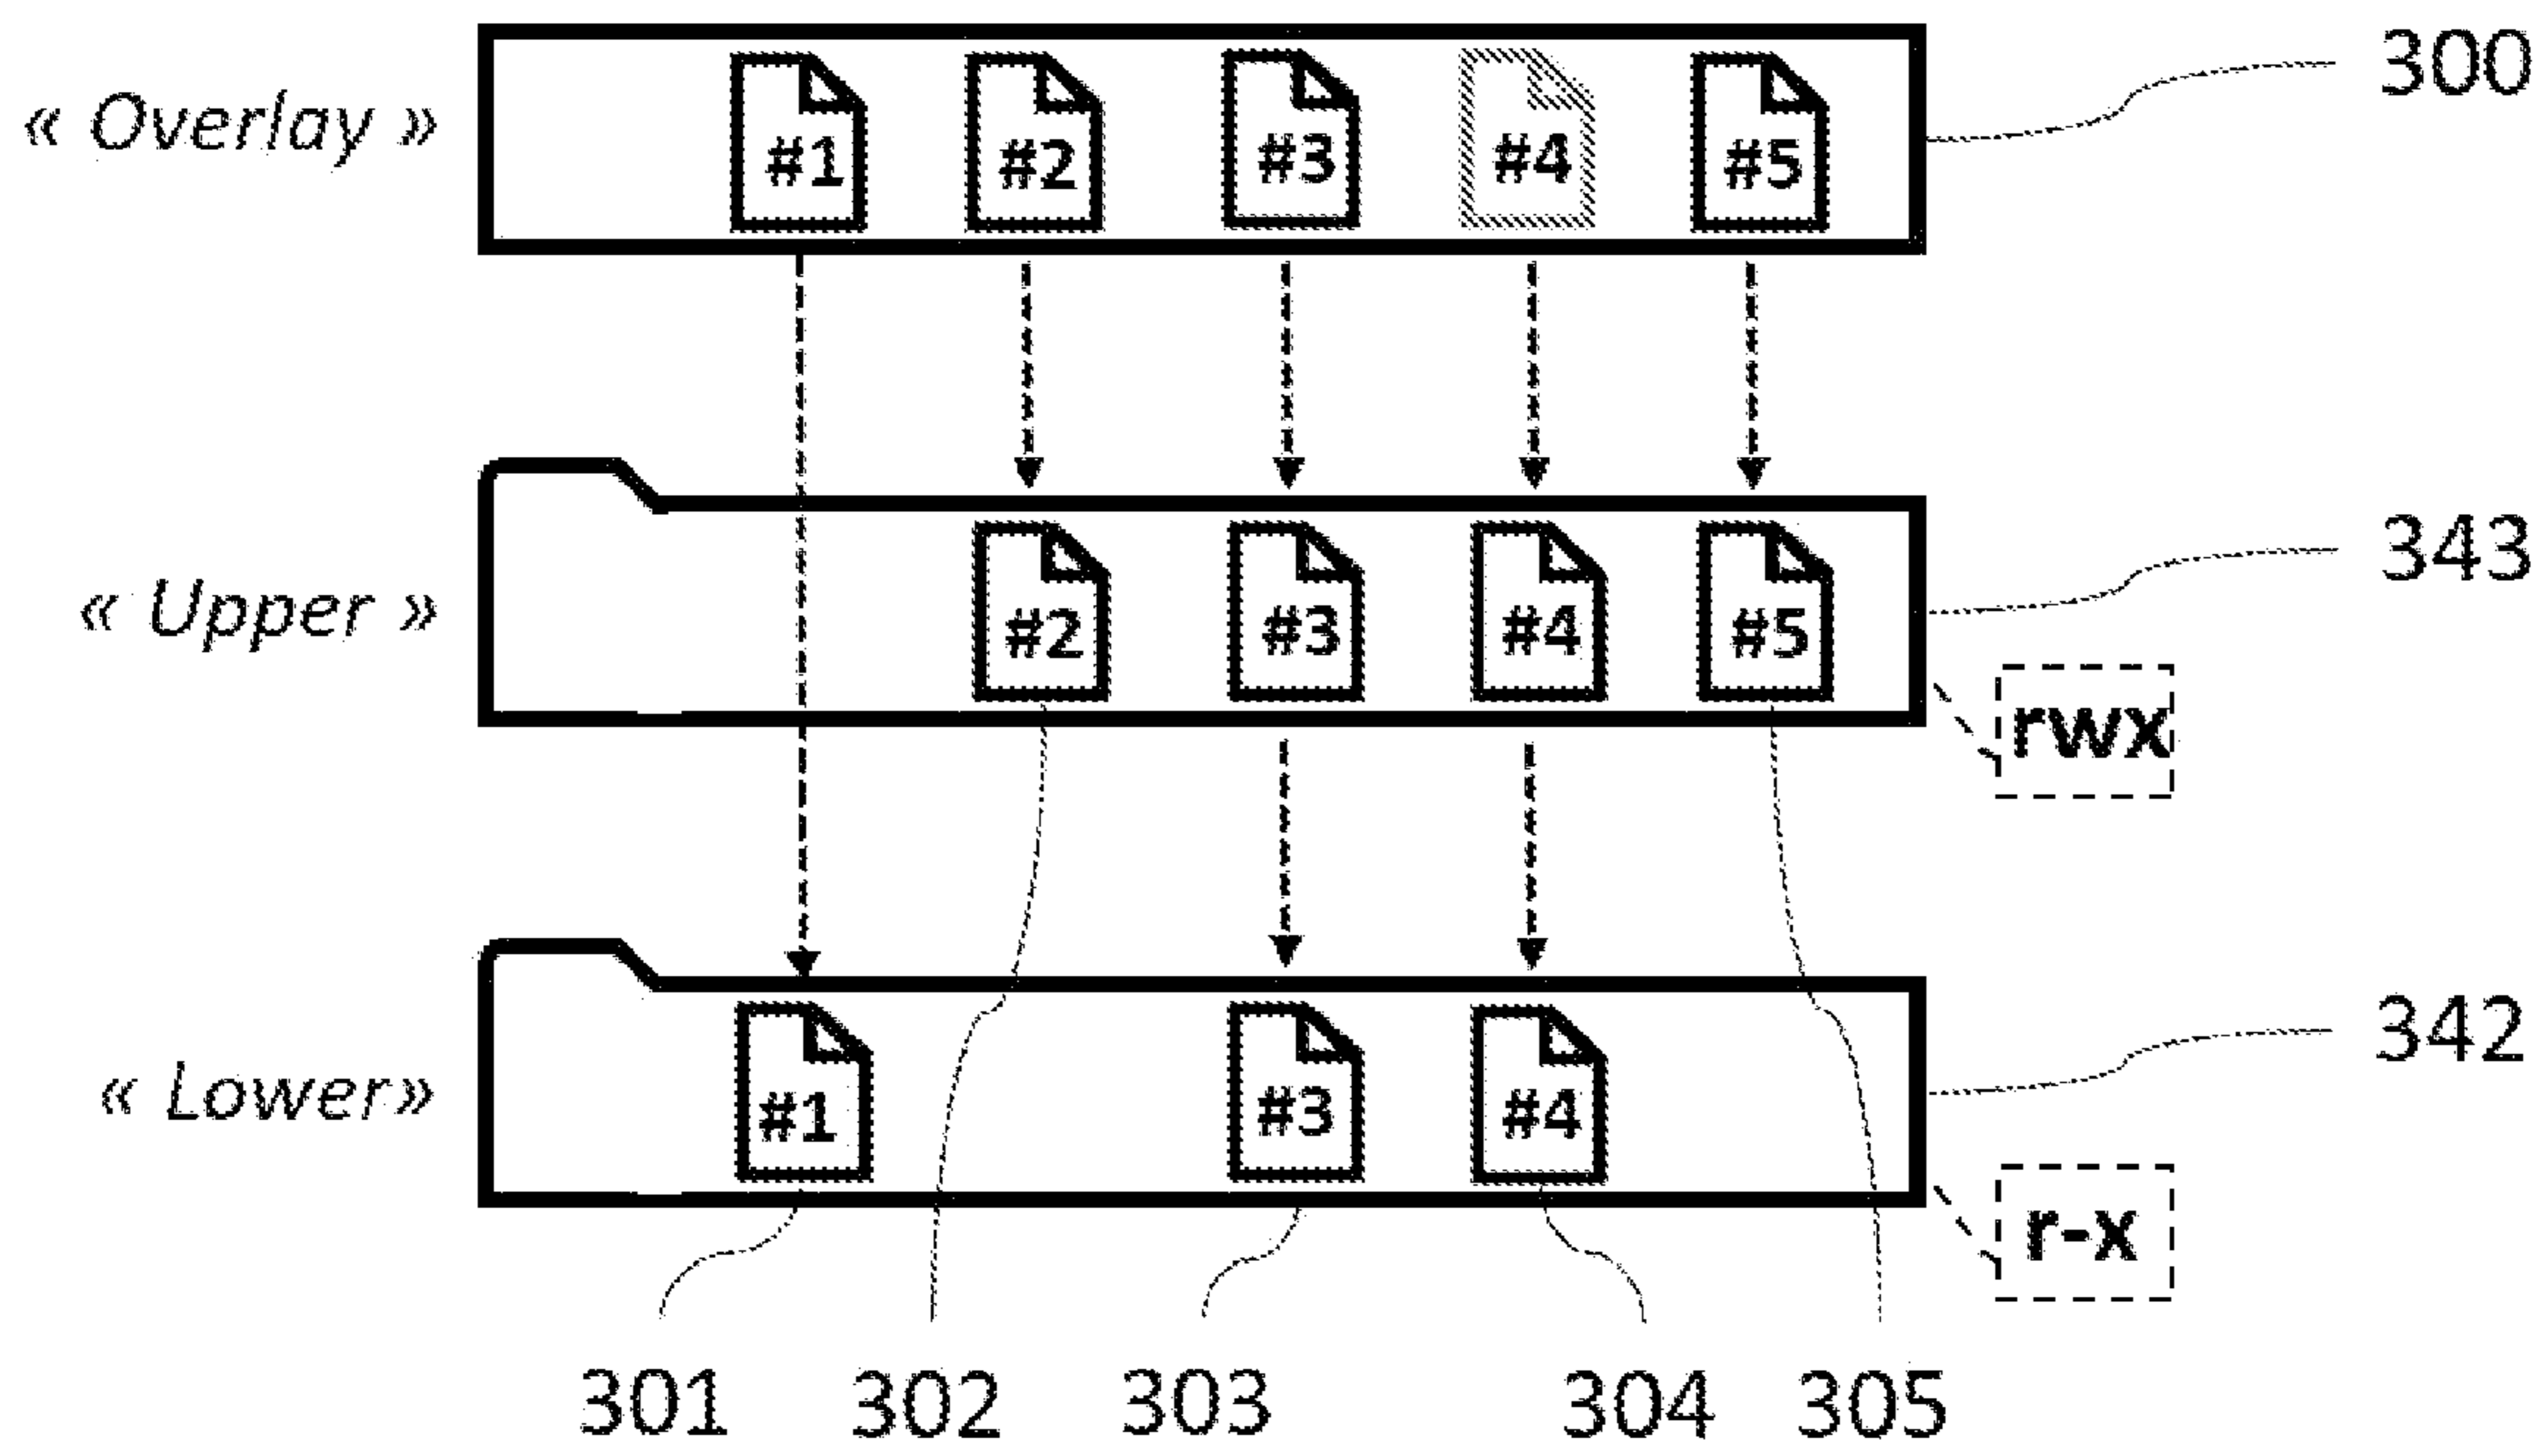 « Overlay » #1 #2 #3 #4 #5 300
« Upper » #2 #3 #4 #5 343
rwx
« Lower» #1 #3 #4 342
r-x
301 302 303 304 305